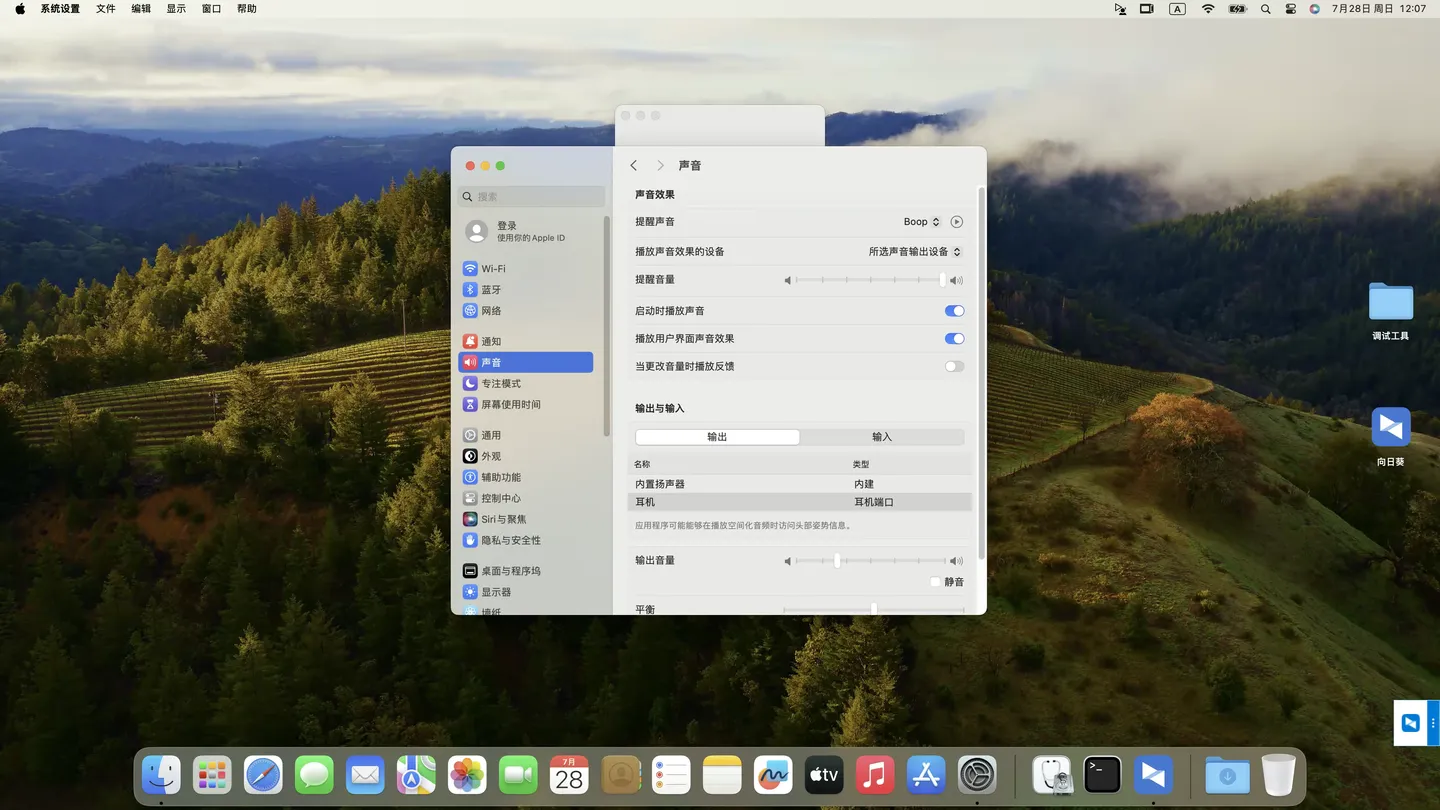 系统设置 文件 编辑 显示 窗口 帮助 A 7月28日 周日 12:07
声音
搜索
登录
使用你的 Apple ID
Wi-Fi
蓝牙
网络
通知
声音
专注模式
屏幕使用时间
通用
外观
辅助功能
控制中心
Siri与聚焦
隐私与安全性
桌面与程序坞
显示器
墙纸
声音效果
提醒声音 Boop
播放声音效果的设备 所选声音输出设备
提醒音量
启动时播放声音
播放用户界面声音效果
当更改音量时播放反馈
输出与输入
输出 输入
名称 类型
内置扬声器 内建
耳机 耳机端口
应用程序可能能够在播放空间化音频时访问头部姿势信息。
输出音量
静音
平衡
调试工具
向日葵
7月
28
tv
>_